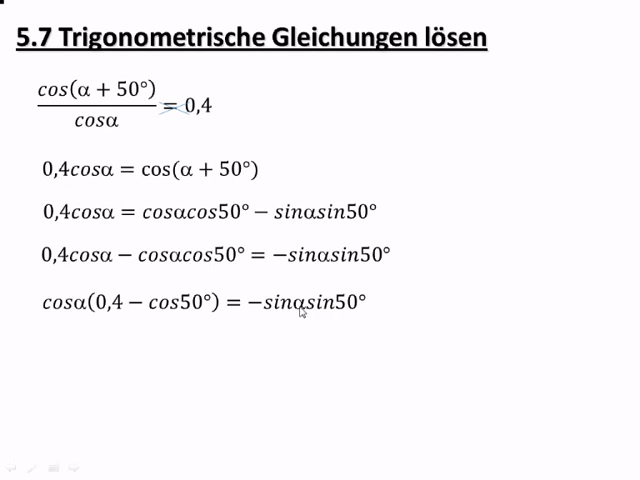 5.7 Trigonometrische Gleichungen lösen
cos(α + 50°)
cosα
= 0,4
0,4cosα = cos(α + 50°)
0,4cosα = cosαcos50° − sinαsin50°
0,4cosα − cosαcos50° = −sinαsin50°
cosα(0,4 − cos50°) = −sinαsin50°